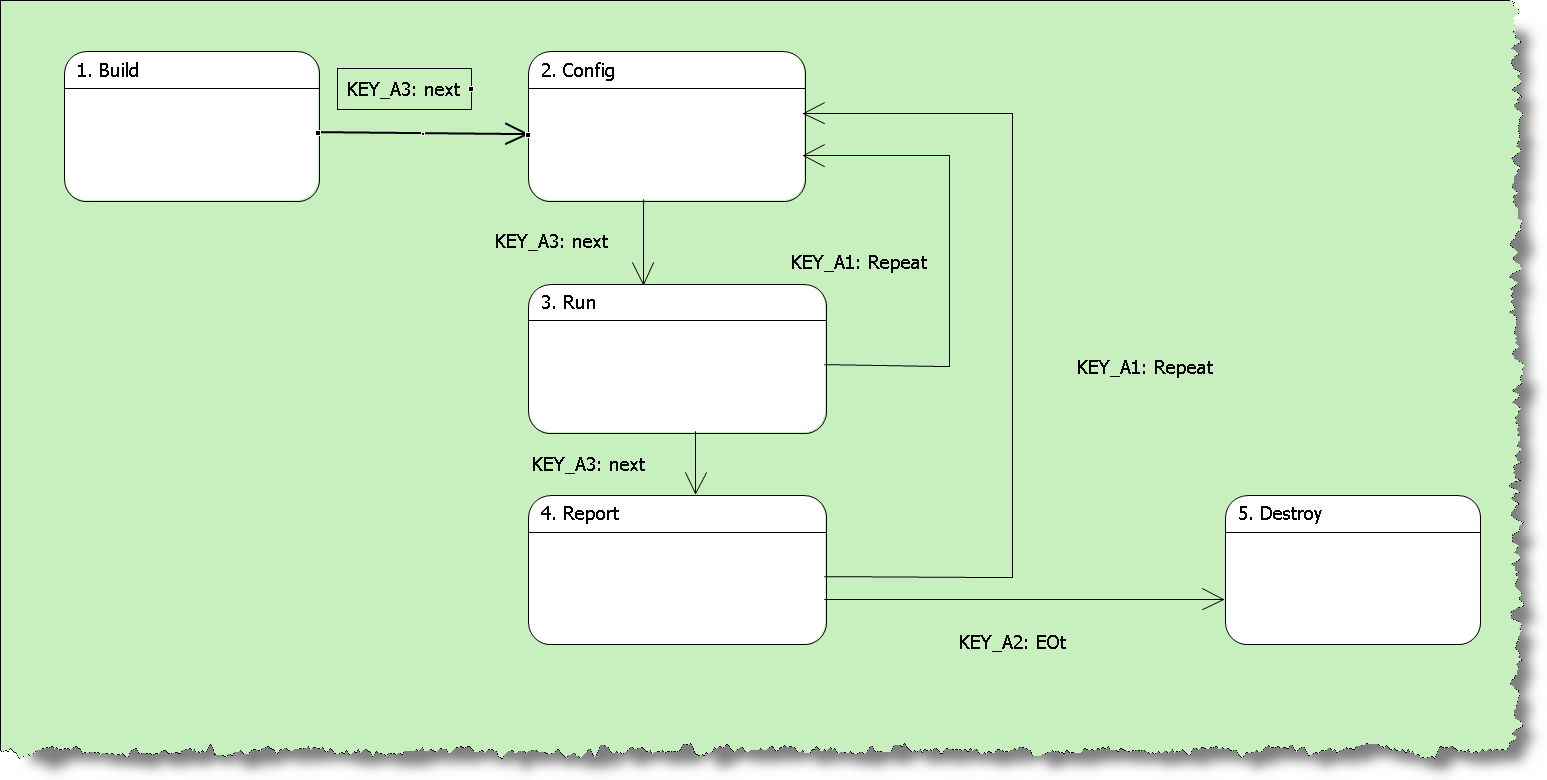 1. Build
KEY_A3: next
2. Config
KEY_A3: next
KEY_A1: Repeat
3. Run
KEY_A1: Repeat
KEY_A3: next
4. Report
5. Destroy
KEY_A2: EOt